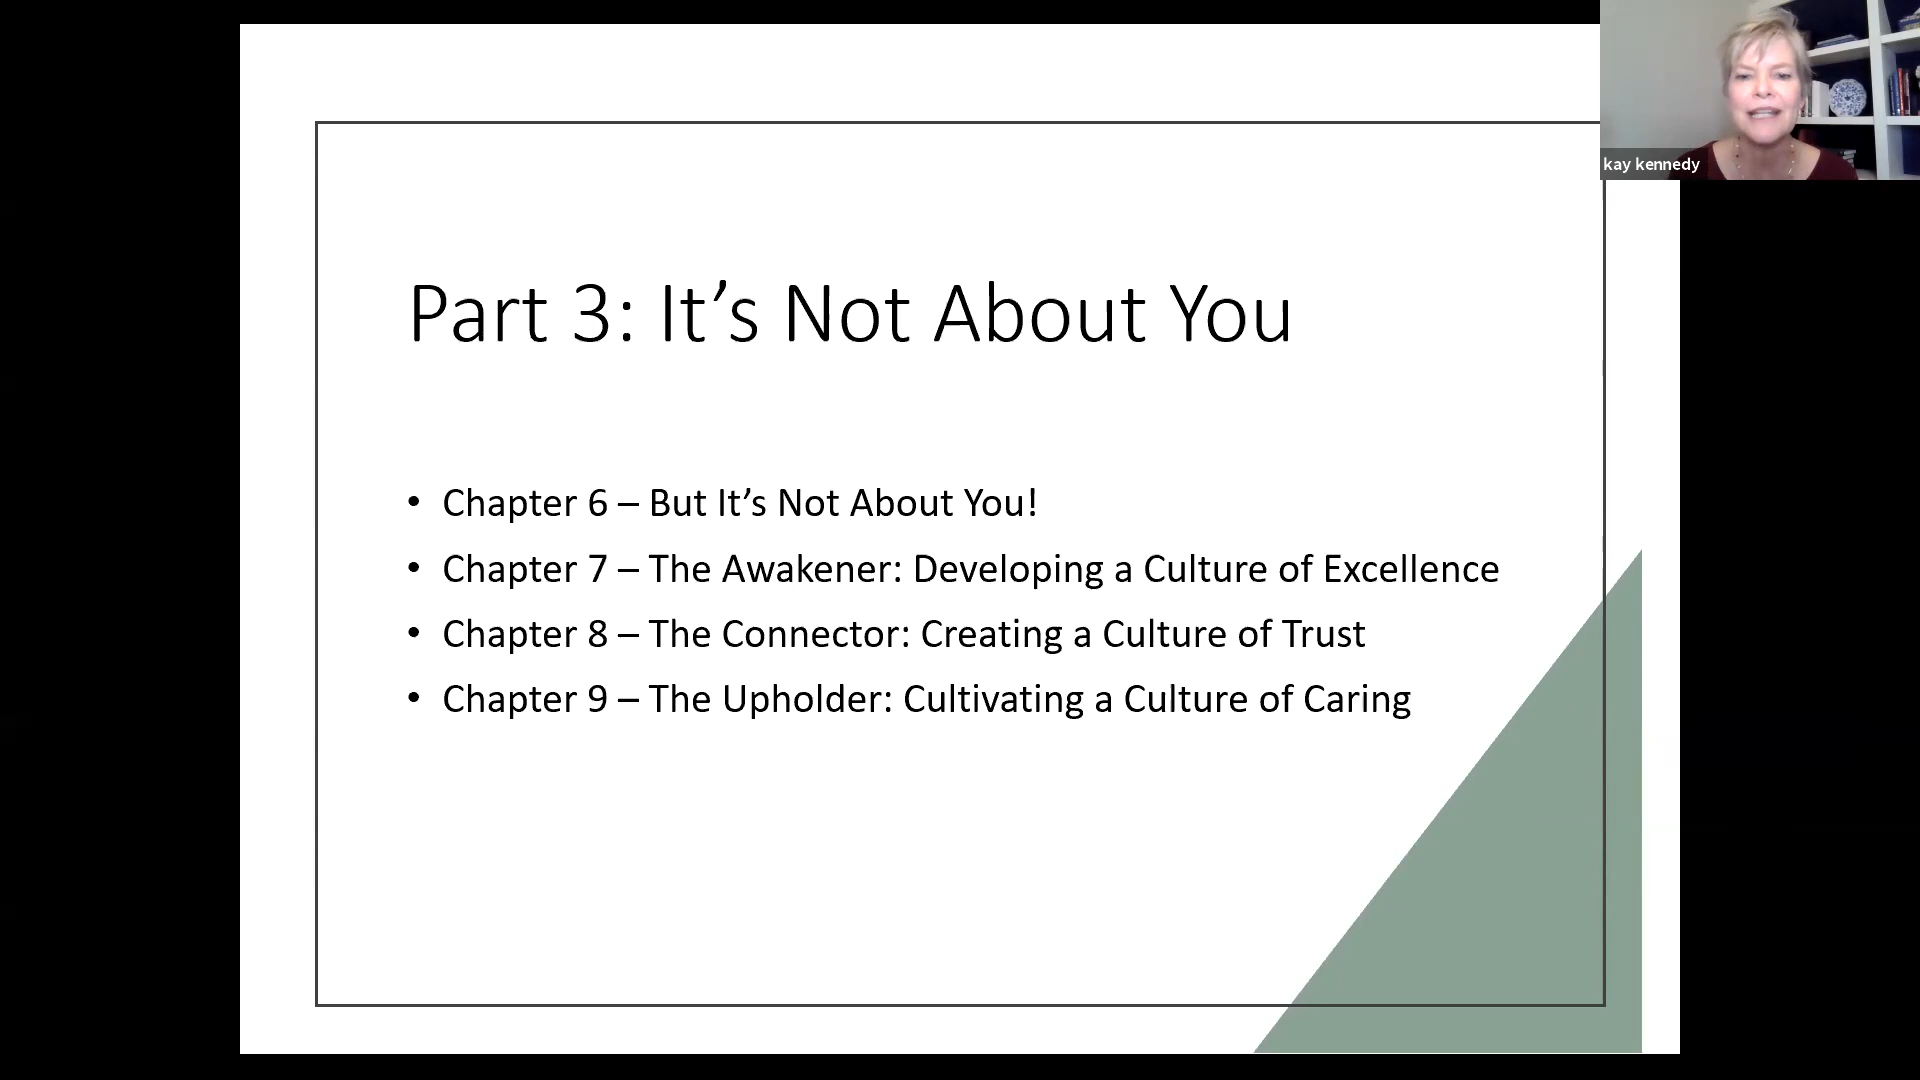 kay kennedy
Part 3: It’s Not About You
• Chapter 6 – But It’s Not About You!
• Chapter 7 – The Awakener: Developing a Culture of Excellence
• Chapter 8 – The Connector: Creating a Culture of Trust
• Chapter 9 – The Upholder: Cultivating a Culture of Caring